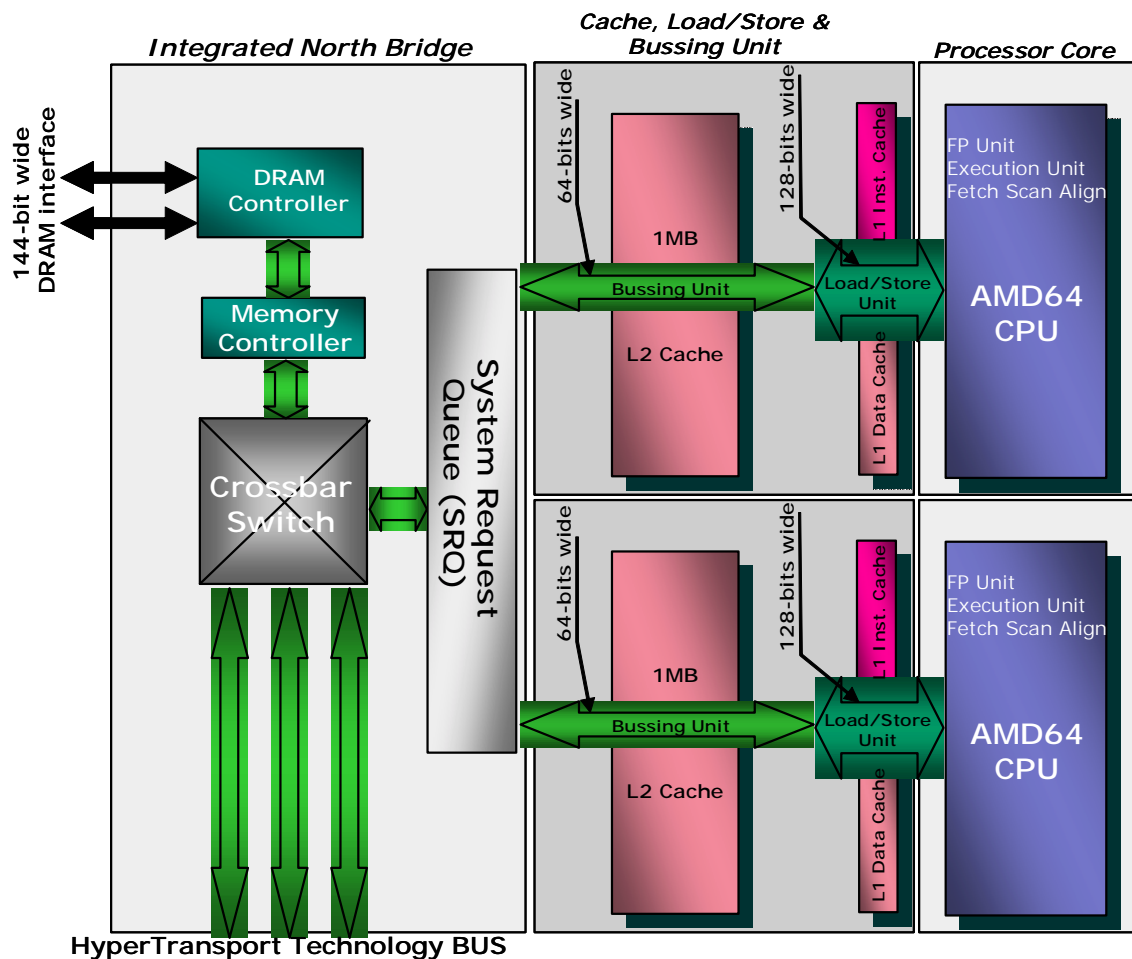 Integrated North Bridge
Cache, Load/Store &
Bussing Unit
Processor Core
144-bit wide
DRAM interface
DRAM
Controller
Memory
Controller
Crossbar
Switch
System Request
Queue (SRQ)
HyperTransport Technology BUS
64-bits wide
1MB
Bussing Unit
L2 Cache
128-bits wide
L1 Inst. Cache
Load/Store
Unit
L1 Data Cache
FP Unit
Execution Unit
Fetch Scan Align
AMD64
CPU
64-bits wide
1MB
Bussing Unit
L2 Cache
128-bits wide
L1 Inst. Cache
Load/Store
Unit
L1 Data Cache
FP Unit
Execution Unit
Fetch Scan Align
AMD64
CPU